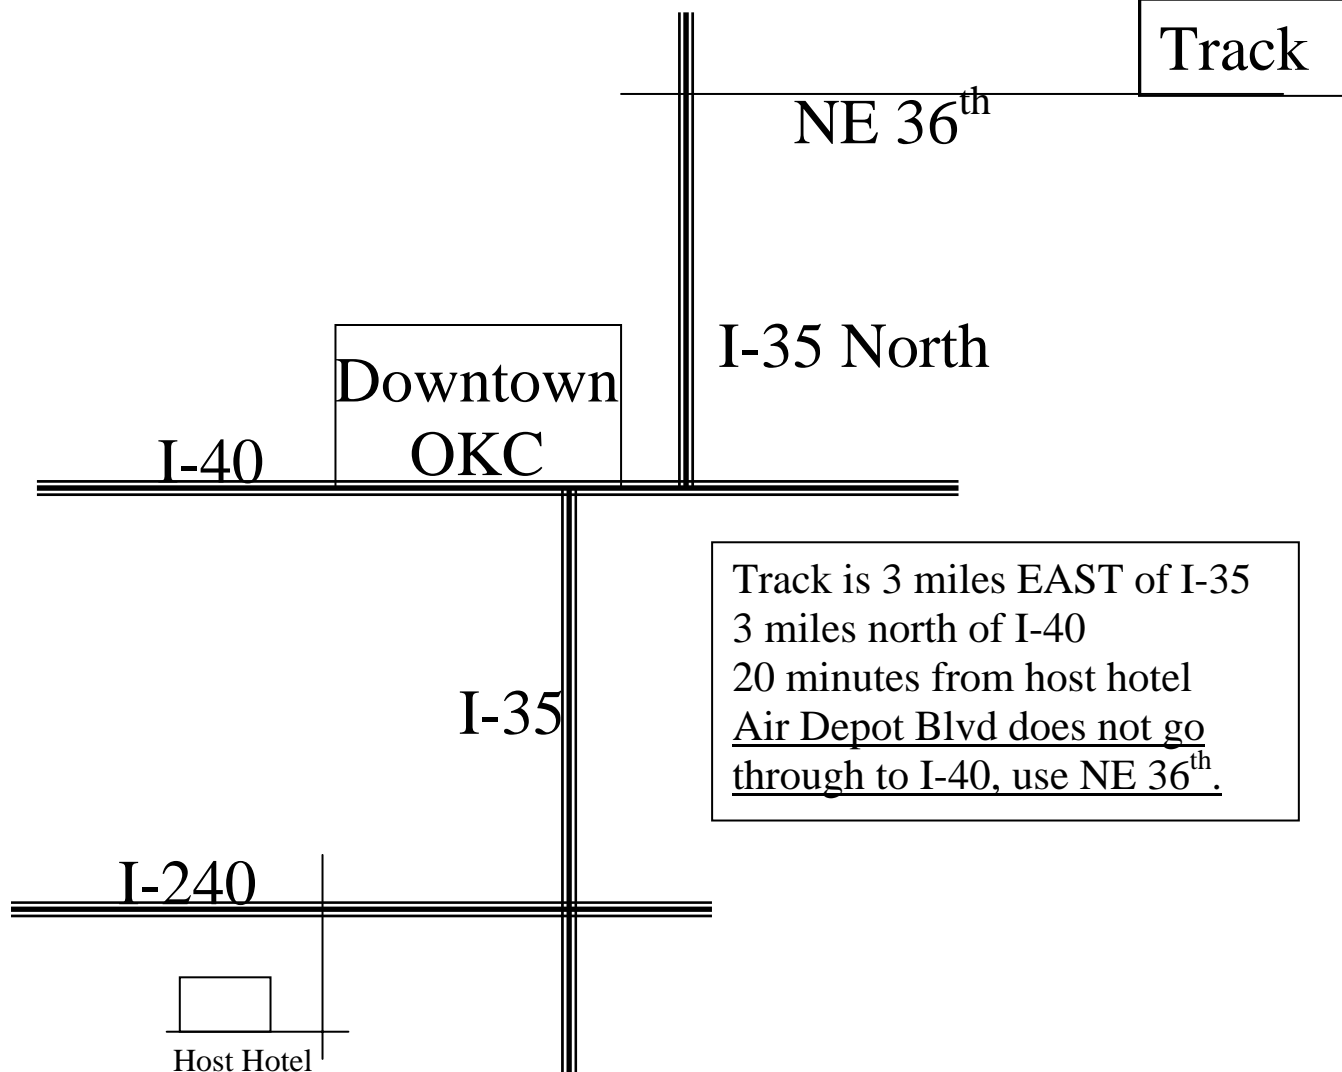 Track
NE 36th
I-35 North
Downtown
OKC
I-40
Track is 3 miles EAST of I-35
3 miles north of I-40
20 minutes from host hotel
Air Depot Blvd does not go
through to I-40, use NE 36th.
I-35
I-240
Host Hotel